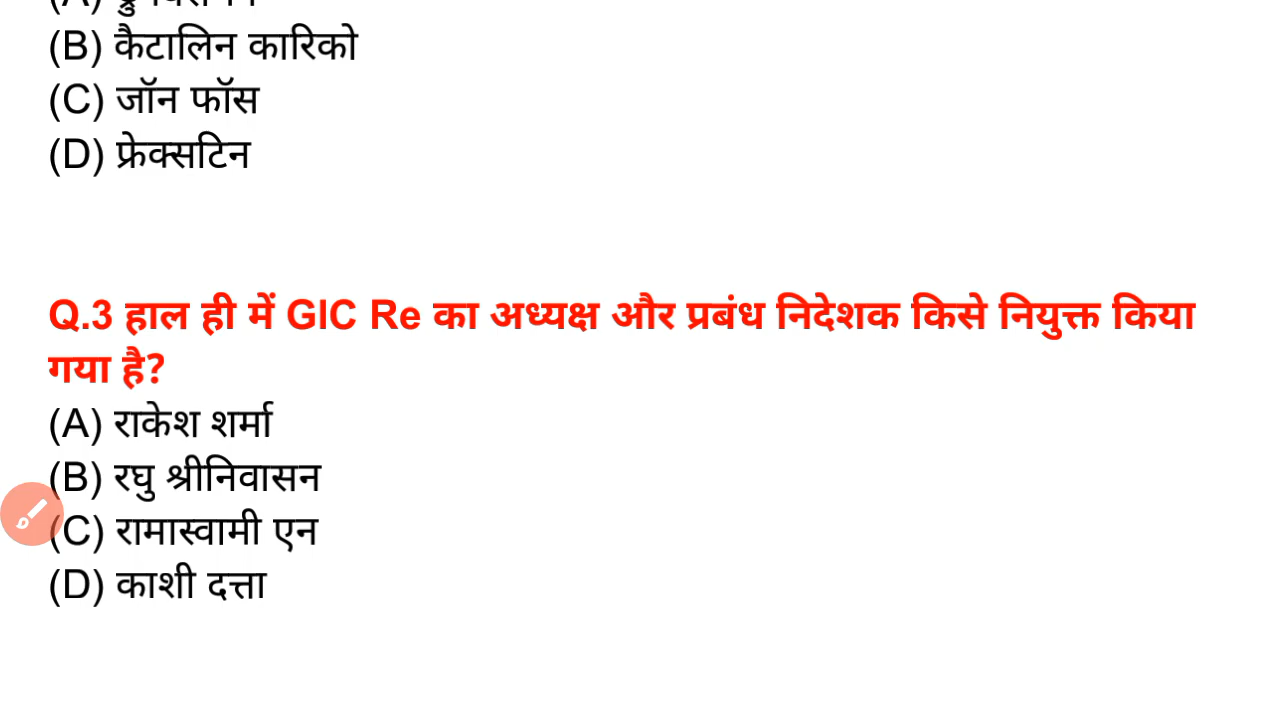 (B) कैटालिन कारिको
(C) जॉन फॉस
(D) फ्रेक्सटिन
Q.3 हाल ही में GIC Re का अध्यक्ष और प्रबंध निदेशक किसे नियुक्त किया
गया है?
(A) राकेश शर्मा
(B) रघु श्रीनिवासन
(C) रामास्वामी एन
(D) काशी दत्ता